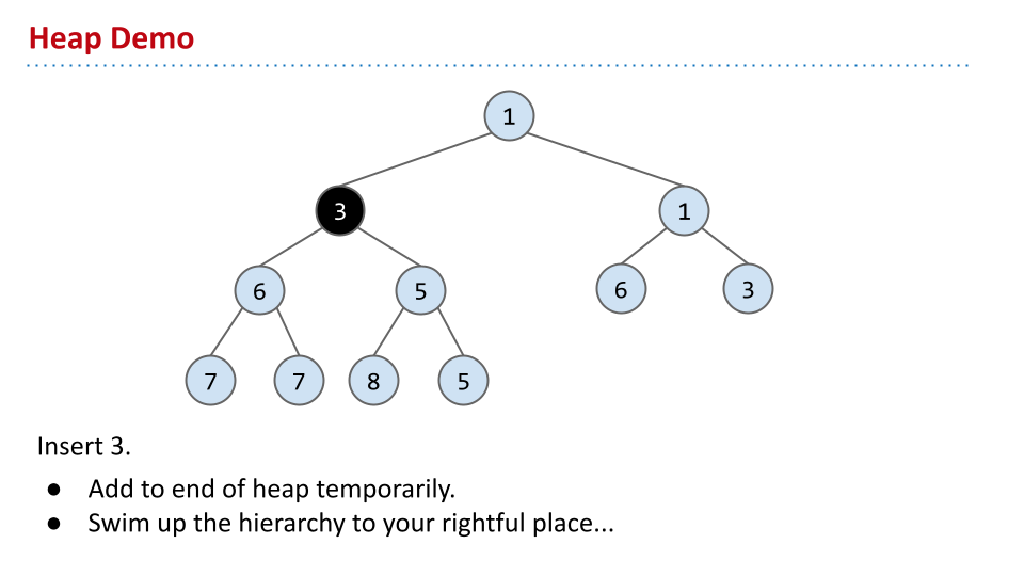 Heap Demo
1
3
1
6
5
6
3
7
7
8
5
Insert 3.
● Add to end of heap temporarily.
● Swim up the hierarchy to your rightful place...